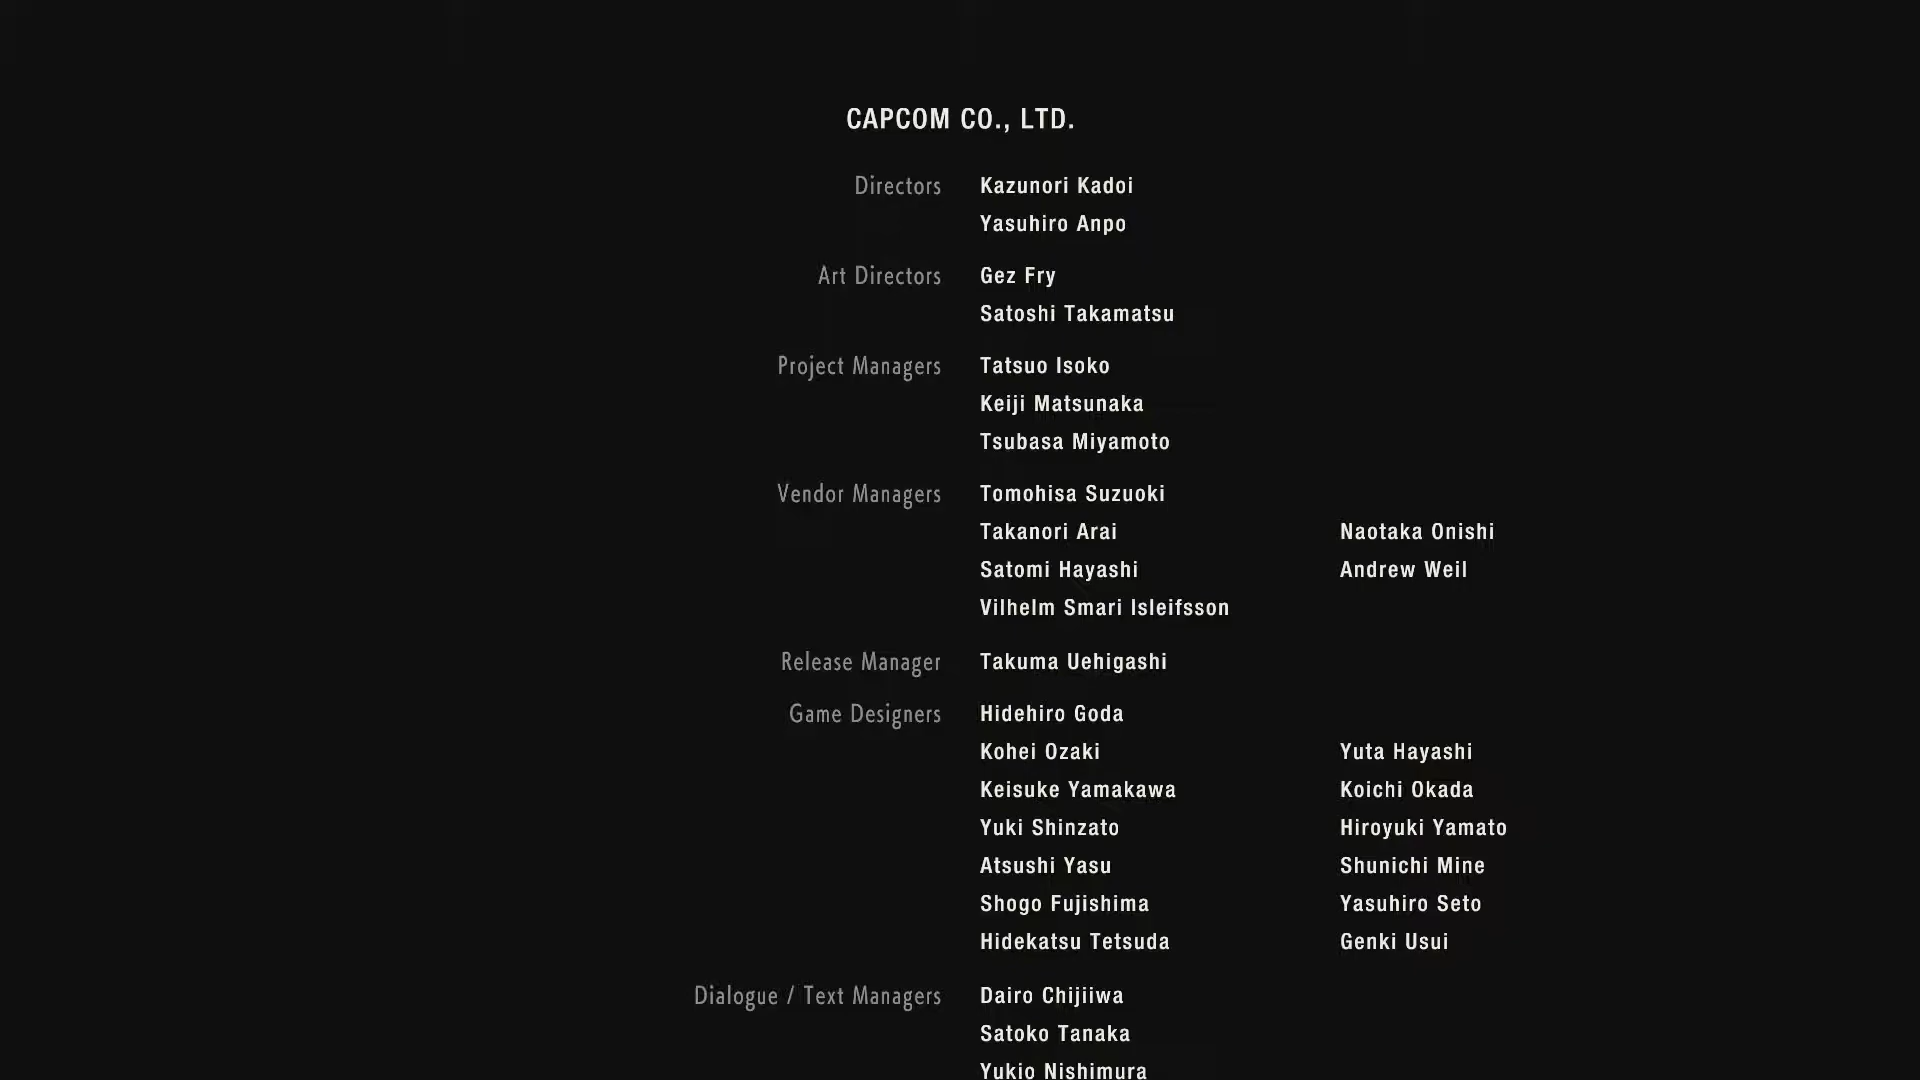 CAPCOM CO., LTD.
Directors Kazunori Kadoi
Yasuhiro Anpo
Art Directors Gez Fry
Satoshi Takamatsu
Project Managers Tatsuo Isoko
Keiji Matsunaka
Tsubasa Miyamoto
Vendor Managers Tomohisa Suzuoki
Takanori Arai Naotaka Onishi
Satomi Hayashi Andrew Weil
Vilhelm Smari Isleifsson
Release Manager Takuma Uehigashi
Game Designers Hidehiro Goda
Kohei Ozaki Yuta Hayashi
Keisuke Yamakawa Koichi Okada
Yuki Shinzato Hiroyuki Yamato
Atsushi Yasu Shunichi Mine
Shogo Fujishima Yasuhiro Seto
Hidekatsu Tetsuda Genki Usui
Dialogue / Text Managers Dairo Chijiiwa
Satoko Tanaka
Yukio Nishimura